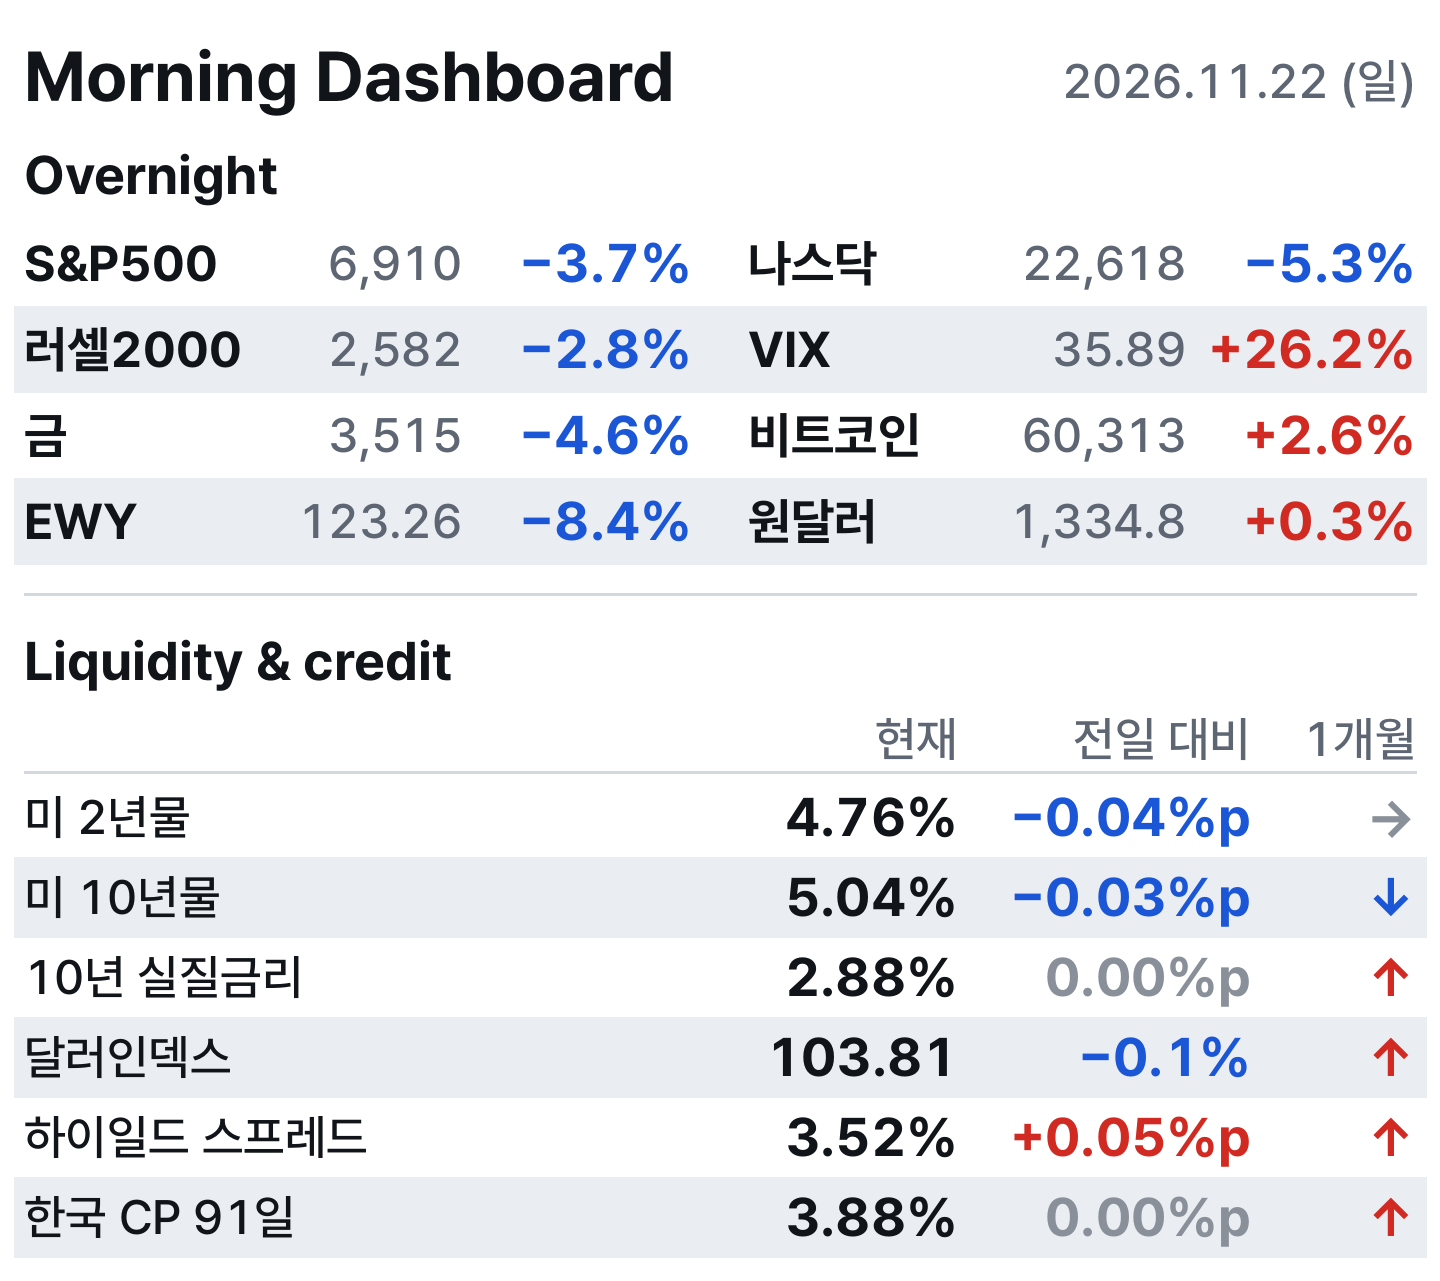 Morning Dashboard 2026.11.22 (일)
Overnight
S&P500 6,910 −3.7% 나스닥 22,618 −5.3%
러셀2000 2,582 −2.8% VIX 35.89 +26.2%
금 3,515 −4.6% 비트코인 60,313 +2.6%
EWY 123.26 −8.4% 원달러 1,334.8 +0.3%
Liquidity & credit
현재 전일 대비 1개월
미 2년물 4.76% −0.04%p →
미 10년물 5.04% −0.03%p ↓
10년 실질금리 2.88% 0.00%p ↑
달러인덱스 103.81 −0.1% ↑
하이일드 스프레드 3.52% +0.05%p ↑
한국 CP 91일 3.88% 0.00%p ↑